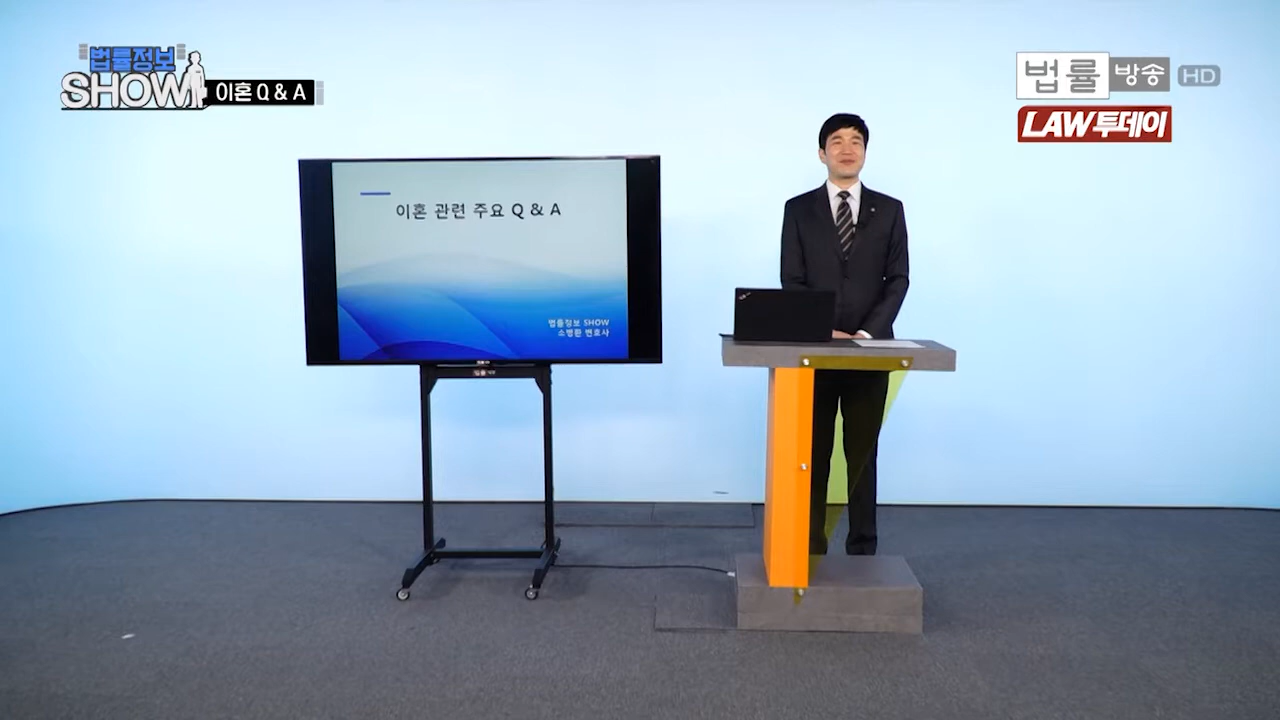 법률정보
SHOW
이혼 Q & A
법률방송 HD
LAW투데이
이혼 관련 주요 Q & A
법률정보 SHOW
소병환 변호사